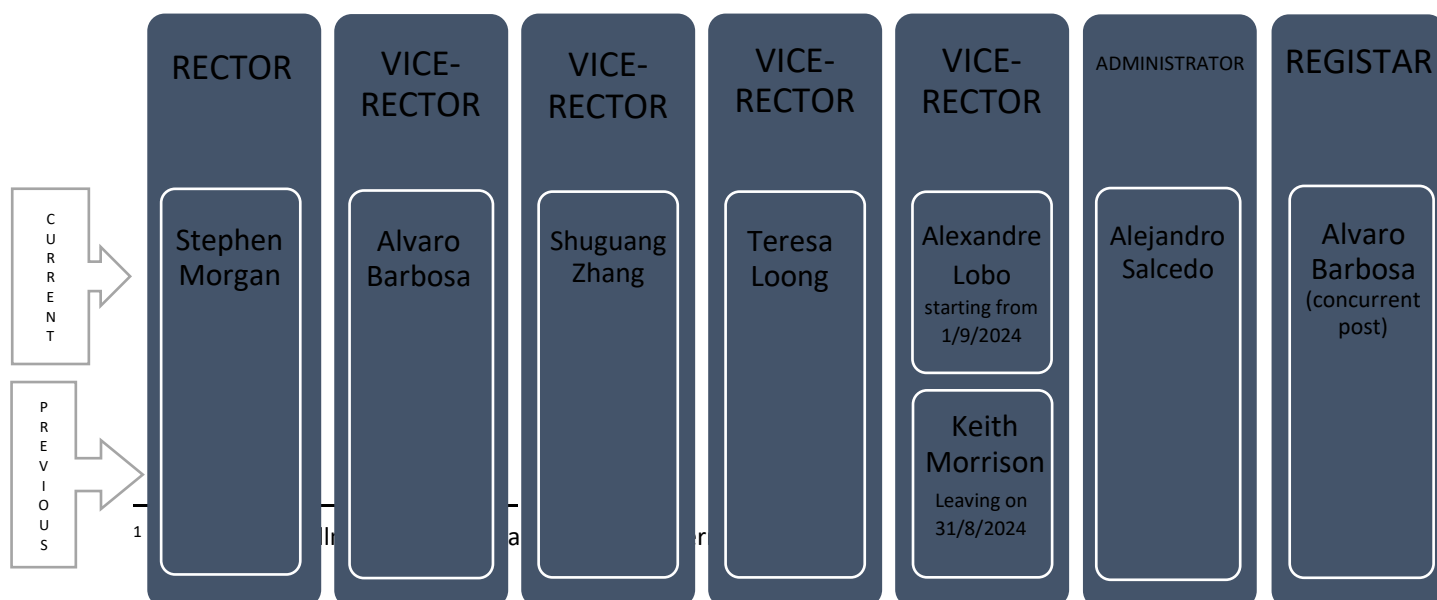 RECTOR
VICE-
RECTOR
VICE-
RECTOR
VICE-
RECTOR
VICE-
RECTOR
ADMINISTRATOR
REGISTAR
CURRENT
Stephen
Morgan
Alvaro
Barbosa
Shuguang
Zhang
Teresa
Loong
Alexandre
Lobo
starting from
1/9/2024
Alejandro
Salcedo
Alvaro
Barbosa
(concurrent
post)
PREVIOUS
Keith
Morrison
Leaving on
31/8/2024
1